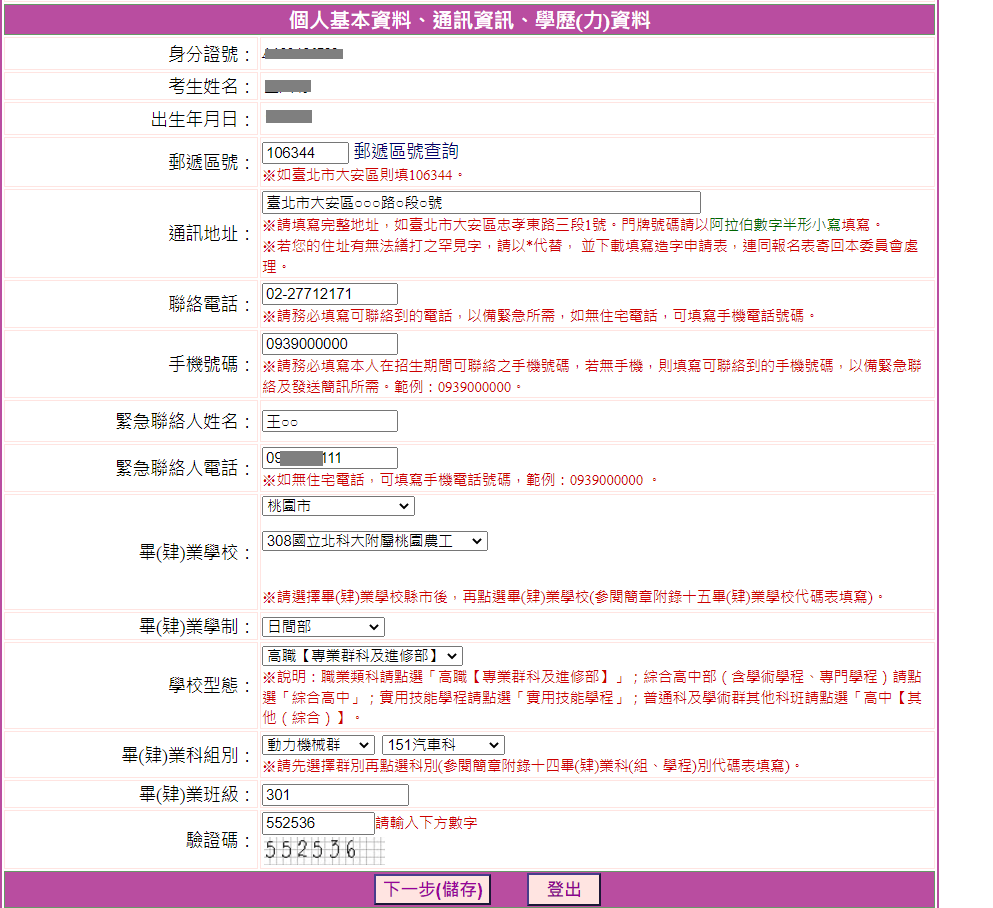 個人基本資料、通訊資訊、學歷(力)資料
身分證號：
考生姓名：
出生年月日：
郵遞區號： 106344 郵遞區號查詢
※如臺北市大安區則填106344。
通訊地址： 臺北市大安區○○○路○段○號
※請填寫完整地址，如臺北市大安區忠孝東路三段1號。門牌號碼請以阿拉伯數字半形小寫填寫。
※若您的住址有無法繕打之罕見字，請以*代替， 並下載填寫造字申請表，連同報名表寄回本委員會處
理。
聯絡電話： 02-27712171
※請務必填寫可聯絡到的電話，以備緊急所需，如無住宅電話，可填寫手機電話號碼。
手機號碼： 0939000000
※請務必填寫本人在招生期間可聯絡之手機號碼，若無手機，則填寫可聯絡到的手機號碼，以備緊急聯
絡及發送簡訊所需。範例：0939000000。
緊急聯絡人姓名： 王○○
緊急聯絡人電話： 09 111
※如無住宅電話，可填寫手機電話號碼，範例：0939000000 。
桃園市
畢(肄)業學校： 308國立北科大附屬桃園農工
※請選擇畢(肄)業學校縣市後，再點選畢(肄)業學校(參閱簡章附錄十五畢(肄)業學校代碼表填寫)。
畢(肄)業學制： 日間部
學校型態： 高職【專業群科及進修部】
※說明：職業類科請點選「高職【專業群科及進修部】」；綜合高中部（含學術學程、專門學程）請點
選「綜合高中」；實用技能學程請點選「實用技能學程」；普通科及學術群其他科班請點選「高中【其
他（綜合）】。
畢(肄)業科組別： 動力機械群 151汽車科
※請先選擇群別再點選科別(參閱簡章附錄十四畢(肄)業科(組、學程)別代碼表填寫)。
畢(肄)業班級： 301
驗證碼： 552536 請輸入下方數字
552536
下一步(儲存) 登出